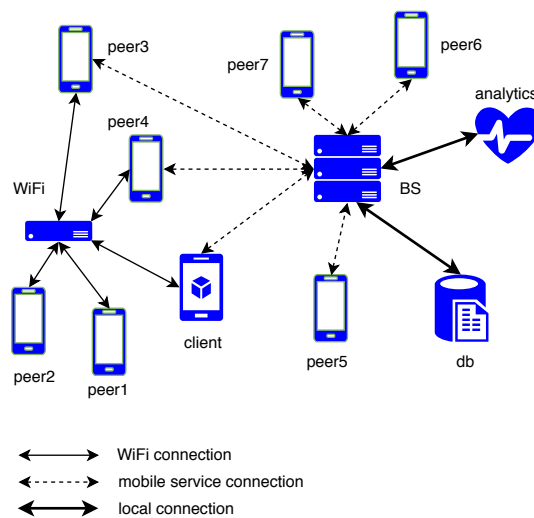 peer3
peer7
peer6
analytics
peer4
WiFi
BS
client
peer5
db
peer2
peer1
WiFi connection
mobile service connection
local connection